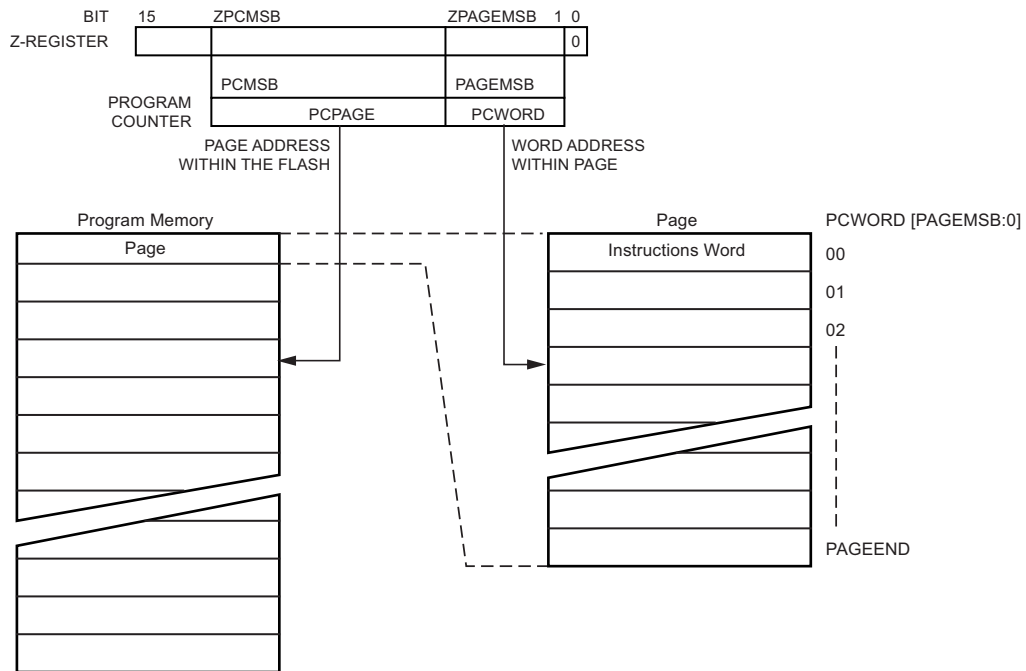 BIT 15 ZPCMSB ZPAGEMSB 1 0
Z-REGISTER 0
PCMSB PAGEMSB
PROGRAM
COUNTER
PCPAGE PCWORD
PAGE ADDRESS
WITHIN THE FLASH
WORD ADDRESS
WITHIN PAGE
Program Memory Page PCWORD [PAGEMSB:0]
Page Instructions Word 00
01
02
PAGEEND